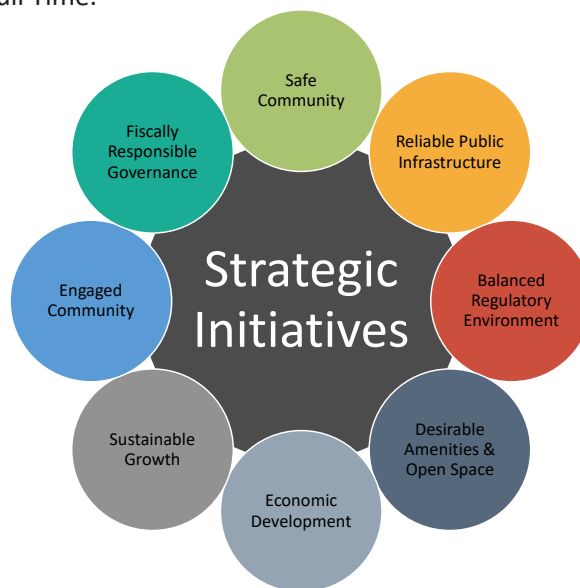 Time.
Safe
Community
Reliable Public
Infrastructure
Balanced
Regulatory
Environment
Desirable
Amenities &
Open Space
Economic
Development
Sustainable
Growth
Engaged
Community
Fiscally
Responsible
Governance
Strategic
Initiatives